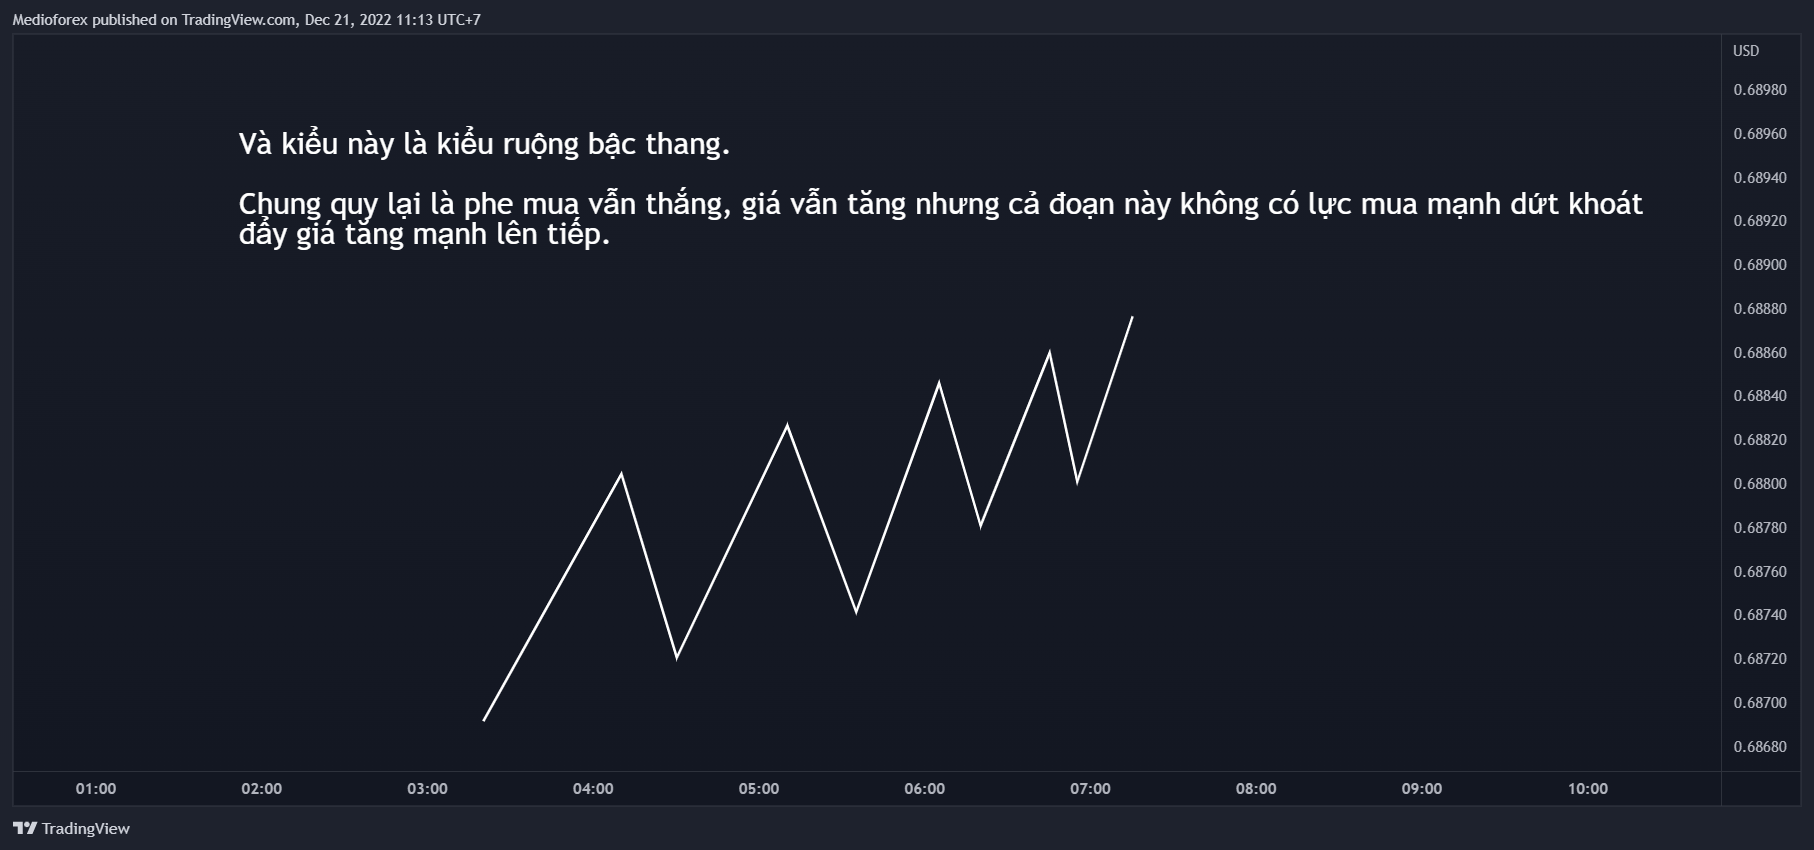 Medioforex published on TradingView.com, Dec 21, 2022 11:13 UTC+7
USD
Và kiểu này là kiểu ruộng bậc thang.
Chung quy lại là phe mua vẫn thắng, giá vẫn tăng nhưng cả đoạn này không có lực mua mạnh dứt khoát
đẩy giá tăng mạnh lên tiếp.
0.68980
0.68960
0.68940
0.68920
0.68900
0.68880
0.68860
0.68840
0.68820
0.68800
0.68780
0.68760
0.68740
0.68720
0.68700
0.68680
01:00 02:00 03:00 04:00 05:00 06:00 07:00 08:00 09:00 10:00
TradingView